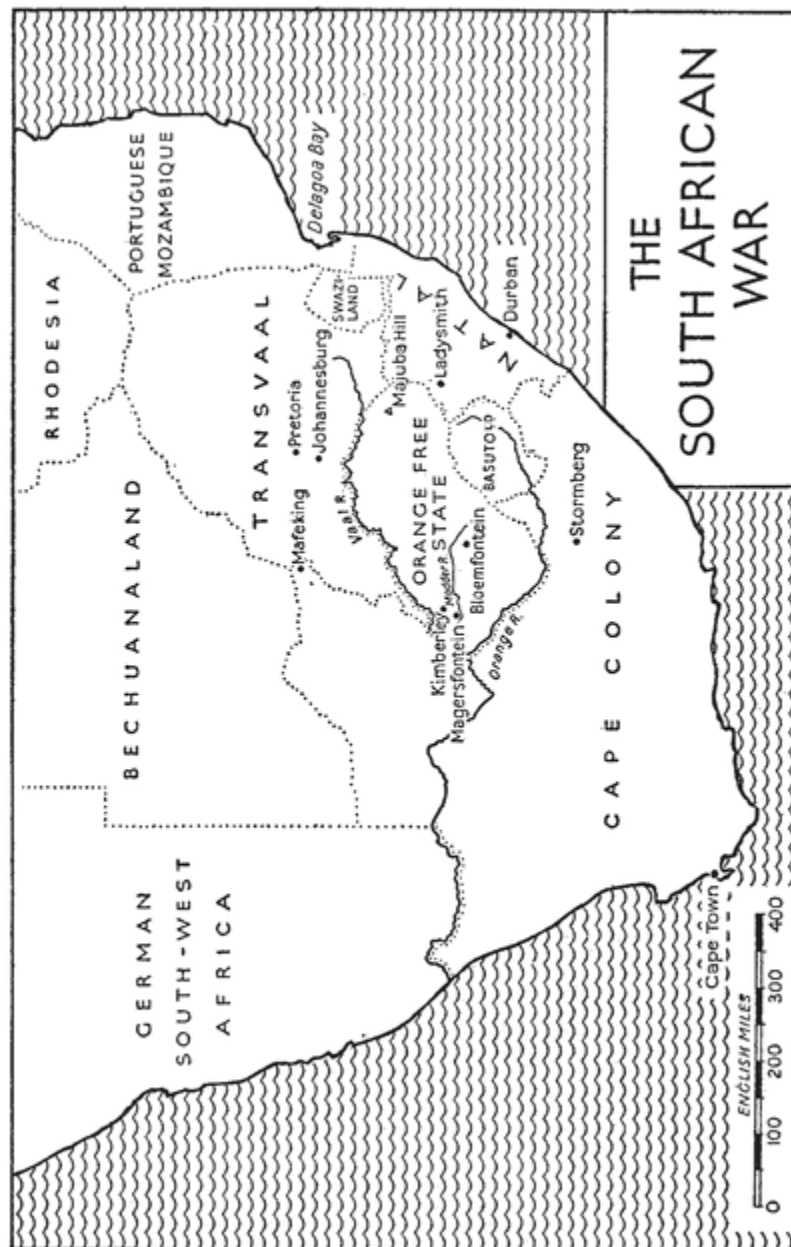 THE
SOUTH AFRICAN
WAR
RHODESIA
PORTUGUESE
MOZAMBIQUE
BECHUANALAND
GERMAN
SOUTH-WEST
AFRICA
TRANSVAAL
Delagoa Bay
SWAZI-
LAND
Pretoria
Johannesburg
Mafeking
Vaal R.
Majuba Hill
NATAL
ORANGE FREE
STATE
Ladysmith
Kimberley
Modder R.
Magersfontein
Bloemfontein
BASUTOLD
Durban
Orange R.
Stormberg
CAPE COLONY
Cape Town
ENGLISH MILES
0 100 200 300 400